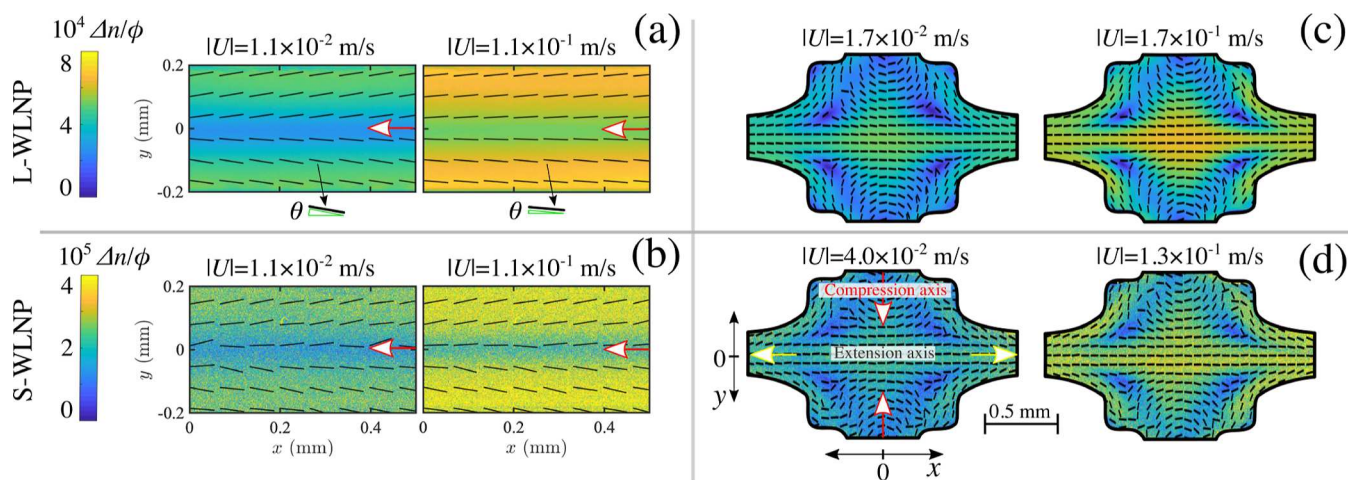 10⁴ Δn/ϕ
8
4
0
L-WLNP
(a)
|U|=1.1×10⁻² m/s
|U|=1.1×10⁻¹ m/s
0.2
0
-0.2
y (mm)
θ
θ
(c)
|U|=1.7×10⁻² m/s
|U|=1.7×10⁻¹ m/s
10⁵ Δn/ϕ
4
2
0
S-WLNP
(b)
|U|=1.1×10⁻² m/s
|U|=1.1×10⁻¹ m/s
0.2
0
-0.2
y (mm)
0
0.2
0.4
x (mm)
0
0.2
0.4
x (mm)
(d)
|U|=4.0×10⁻² m/s
|U|=1.3×10⁻¹ m/s
Compression axis
Extension axis
0
y
0
x
0.5 mm